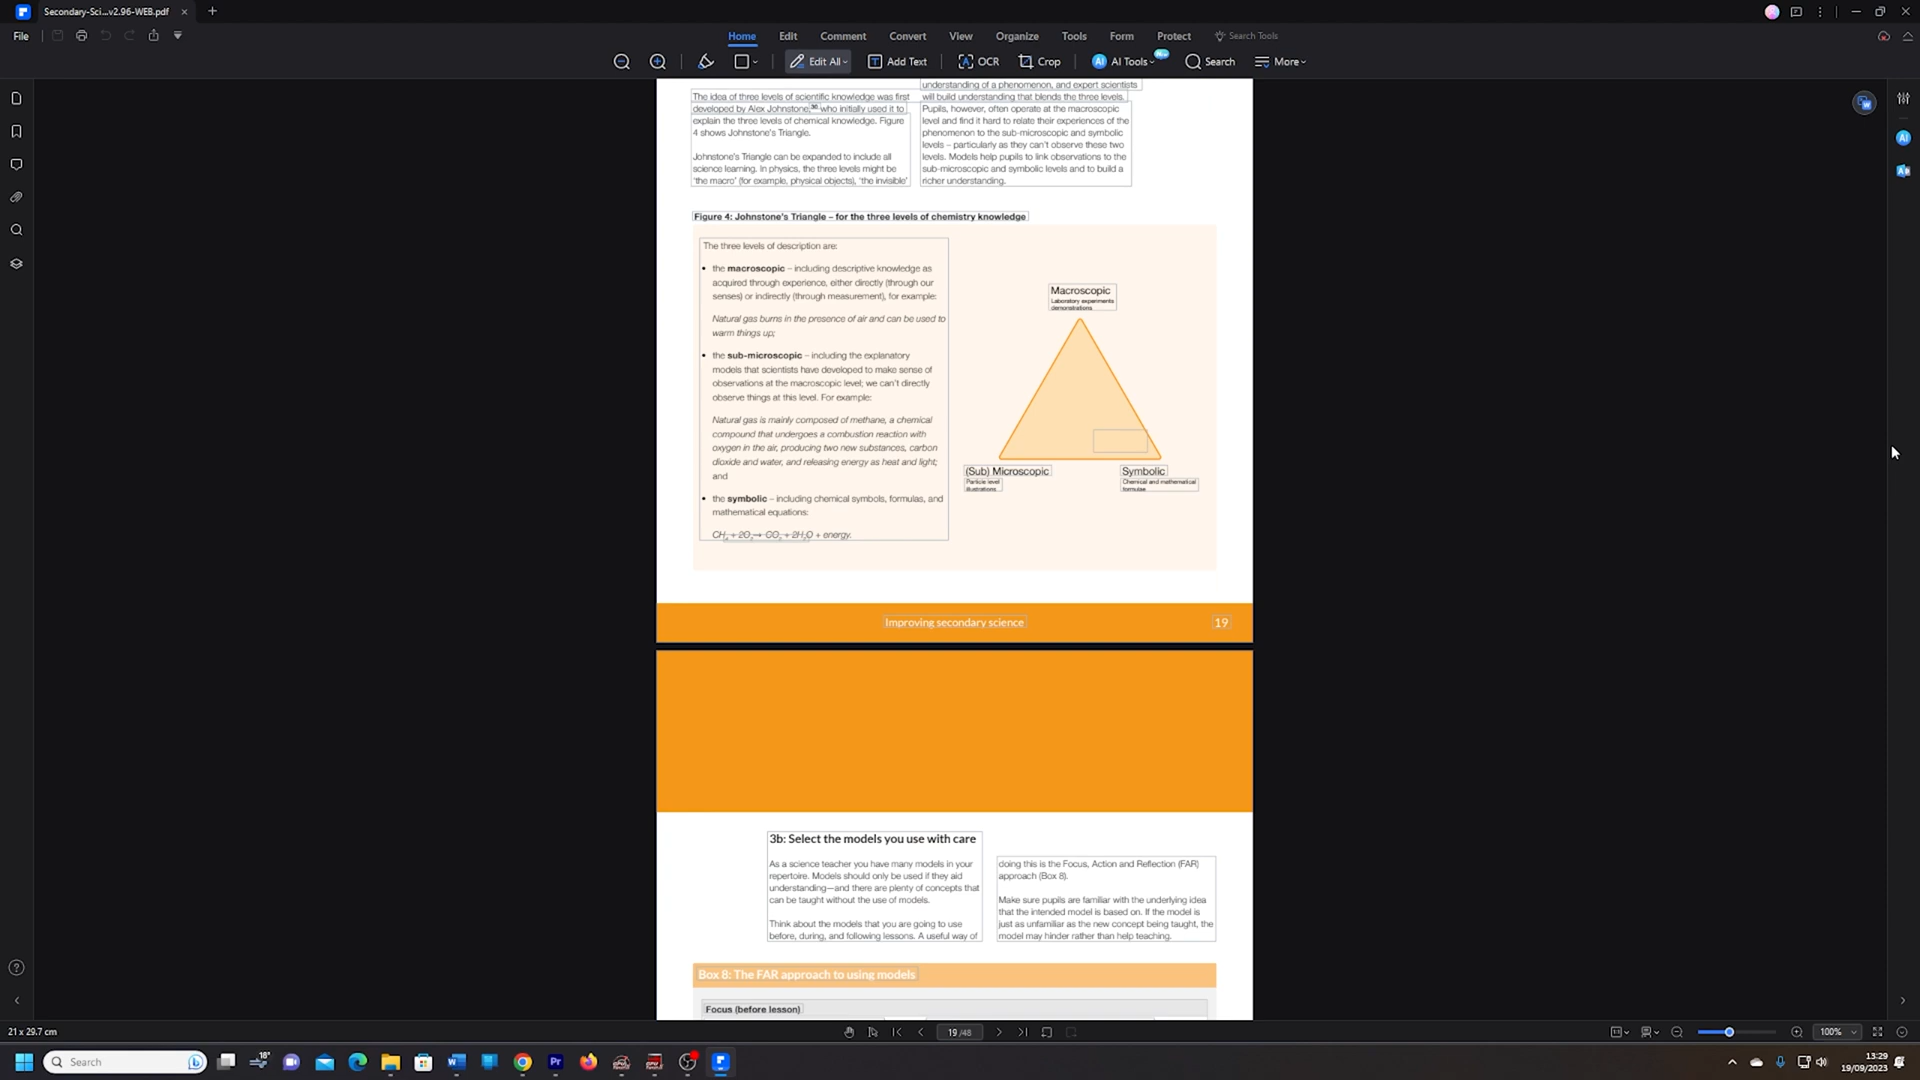 Secondary-Sci...v2.96-WEB.pdf
File
Home Edit Comment Convert View Organize Tools Form Protect Search Tools
Edit All Add Text OCR Crop AI Tools New Search More
The idea of three levels of scientific knowledge was first
developed by Alex Johnstone,³⁶ who initially used it to
explain the three levels of chemical knowledge. Figure
4 shows Johnstone's Triangle.
Johnstone's Triangle can be expanded to include all
science learning. In physics, the three levels might be
'the macro' (for example, physical objects), 'the invisible'
understanding of a phenomenon, and expert scientists
will build understanding that blends the three levels.
Pupils, however, often operate at the macroscopic
level and find it hard to relate their experiences of the
phenomenon to the sub-microscopic and symbolic
levels – particularly as they can't observe these two
levels. Models help pupils to link observations to the
sub-microscopic and symbolic levels and to build a
richer understanding.
Figure 4: Johnstone's Triangle – for the three levels of chemistry knowledge
The three levels of description are:
• the macroscopic – including descriptive knowledge as
acquired through experience, either directly (through our
senses) or indirectly (through measurement), for example:
Natural gas burns in the presence of air and can be used to
warm things up;
• the sub-microscopic – including the explanatory
models that scientists have developed to make sense of
observations at the macroscopic level; we can't directly
observe things at this level. For example:
Natural gas is mainly composed of methane, a chemical
compound that undergoes a combustion reaction with
oxygen in the air, producing two new substances, carbon
dioxide and water, and releasing energy as heat and light;
and
• the symbolic – including chemical symbols, formulas, and
mathematical equations:
CH₄ + 2O₂→ CO₂ + 2H₂O + energy.
Macroscopic
Laboratory experiments
demonstrations
(Sub) Microscopic
Particle level
illustrations
Symbolic
Chemical and mathematical
formulae
Improving secondary science 19
3b: Select the models you use with care
As a science teacher you have many models in your
repertoire. Models should only be used if they aid
understanding—and there are plenty of concepts that
can be taught without the use of models.
Think about the models that you are going to use
before, during, and following lessons. A useful way of
doing this is the Focus, Action and Reflection (FAR)
approach (Box 8).
Make sure pupils are familiar with the underlying idea
that the intended model is based on. If the model is
just as unfamiliar as the new concept being taught, the
model may hinder rather than help teaching.
Box 8: The FAR approach to using models
Focus (before lesson)
21 x 29.7 cm
19 /48
100%
Search
18°
13:29
19/09/2023